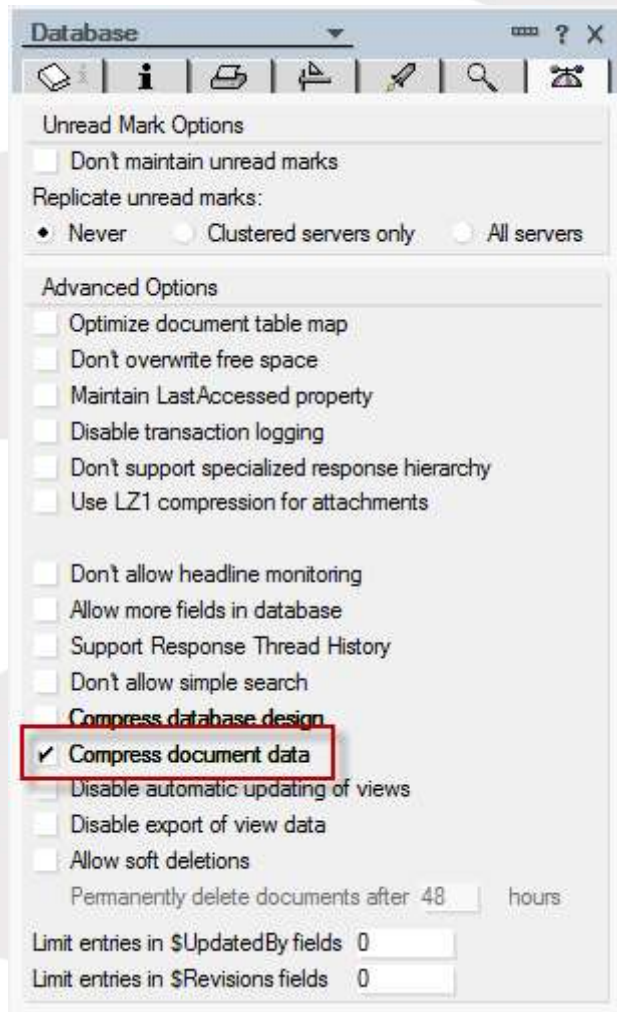 Database ? X
i i
Unread Mark Options
Don't maintain unread marks
Replicate unread marks:
Never Clustered servers only All servers
Advanced Options
Optimize document table map
Don't overwrite free space
Maintain LastAccessed property
Disable transaction logging
Don't support specialized response hierarchy
Use LZ1 compression for attachments
Don't allow headline monitoring
Allow more fields in database
Support Response Thread History
Don't allow simple search
Compress database design
Compress document data
Disable automatic updating of views
Disable export of view data
Allow soft deletions
Permanently delete documents after 48 hours
Limit entries in $UpdatedBy fields 0
Limit entries in $Revisions fields 0